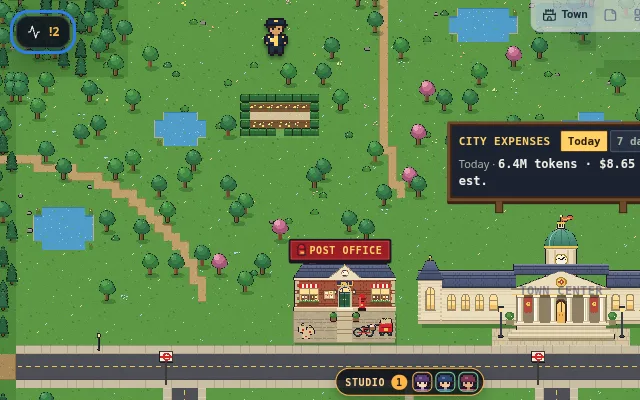 !2
Town
CITY EXPENSES
Today
7 da
Today · 6.4M tokens · $8.65
est.
POST OFFICE
TOWN CENTER
STUDIO 1